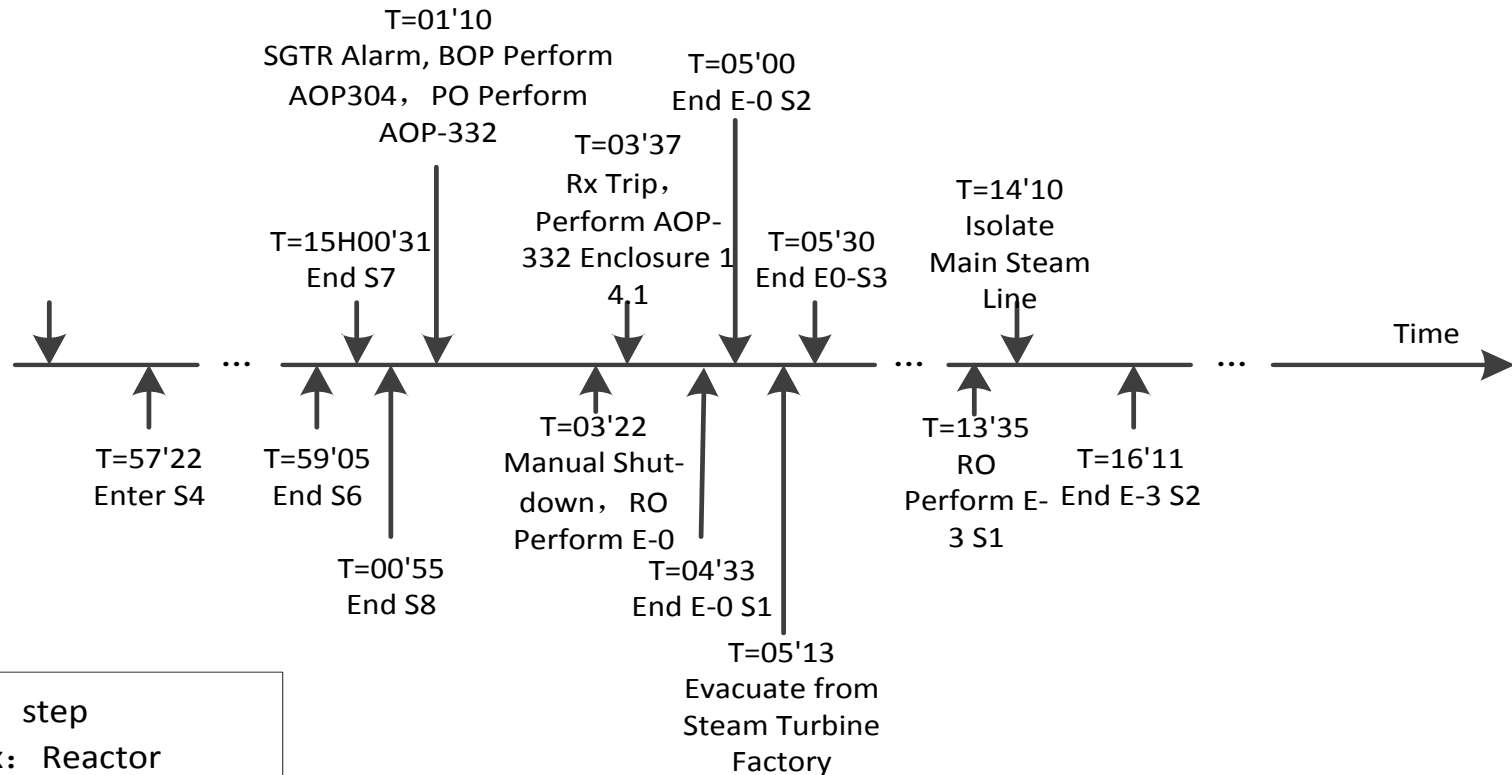 T=01'10
SGTR Alarm, BOP Perform
AOP304，PO Perform
AOP-332
T=05'00
End E-0 S2
T=03'37
Rx Trip，
Perform AOP-
332 Enclosure 1
4.1
T=15H00'31
End S7
T=05'30
End E0-S3
T=14'10
Isolate
Main Steam
Line
Time
...
...
...
T=57'22
Enter S4
T=59'05
End S6
T=00'55
End S8
T=03'22
Manual Shut-
down，RO
Perform E-0
T=04'33
End E-0 S1
T=05'13
Evacuate from
Steam Turbine
Factory
T=13'35
RO
Perform E-
3 S1
T=16'11
End E-3 S2
step
x：Reactor